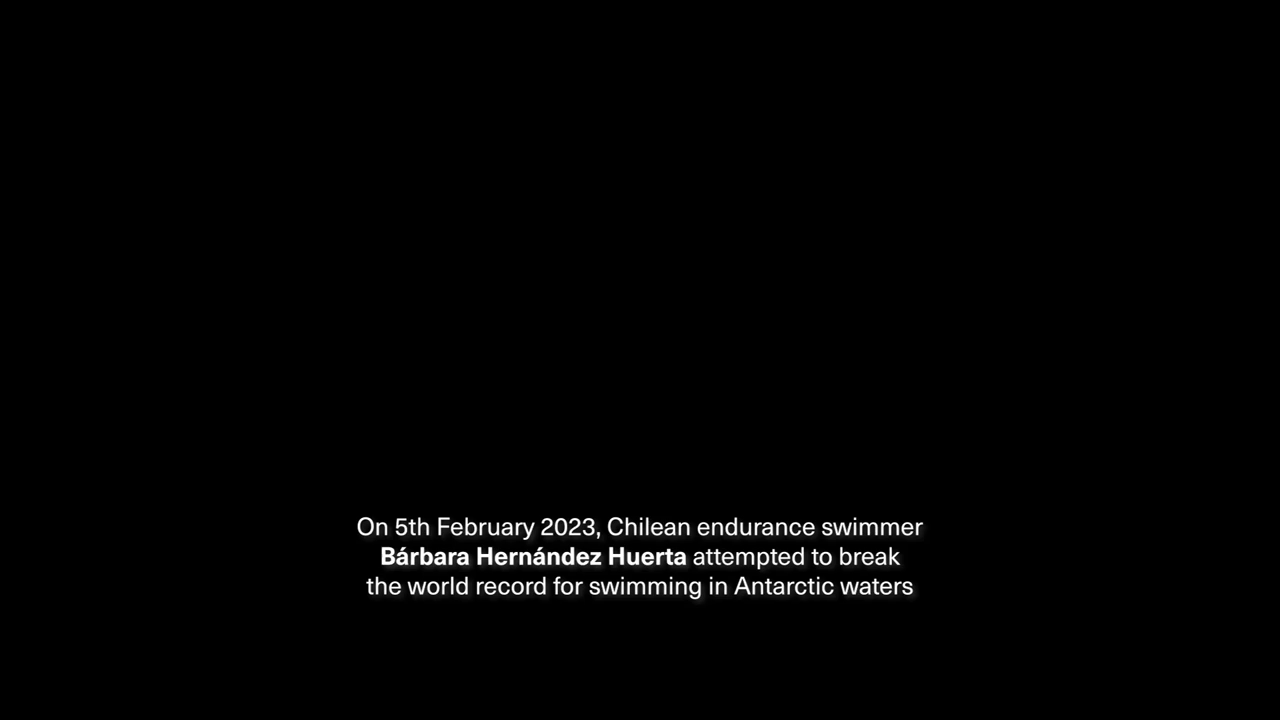 On 5th February 2023, Chilean endurance swimmer
Bárbara Hernández Huerta attempted to break
the world record for swimming in Antarctic waters